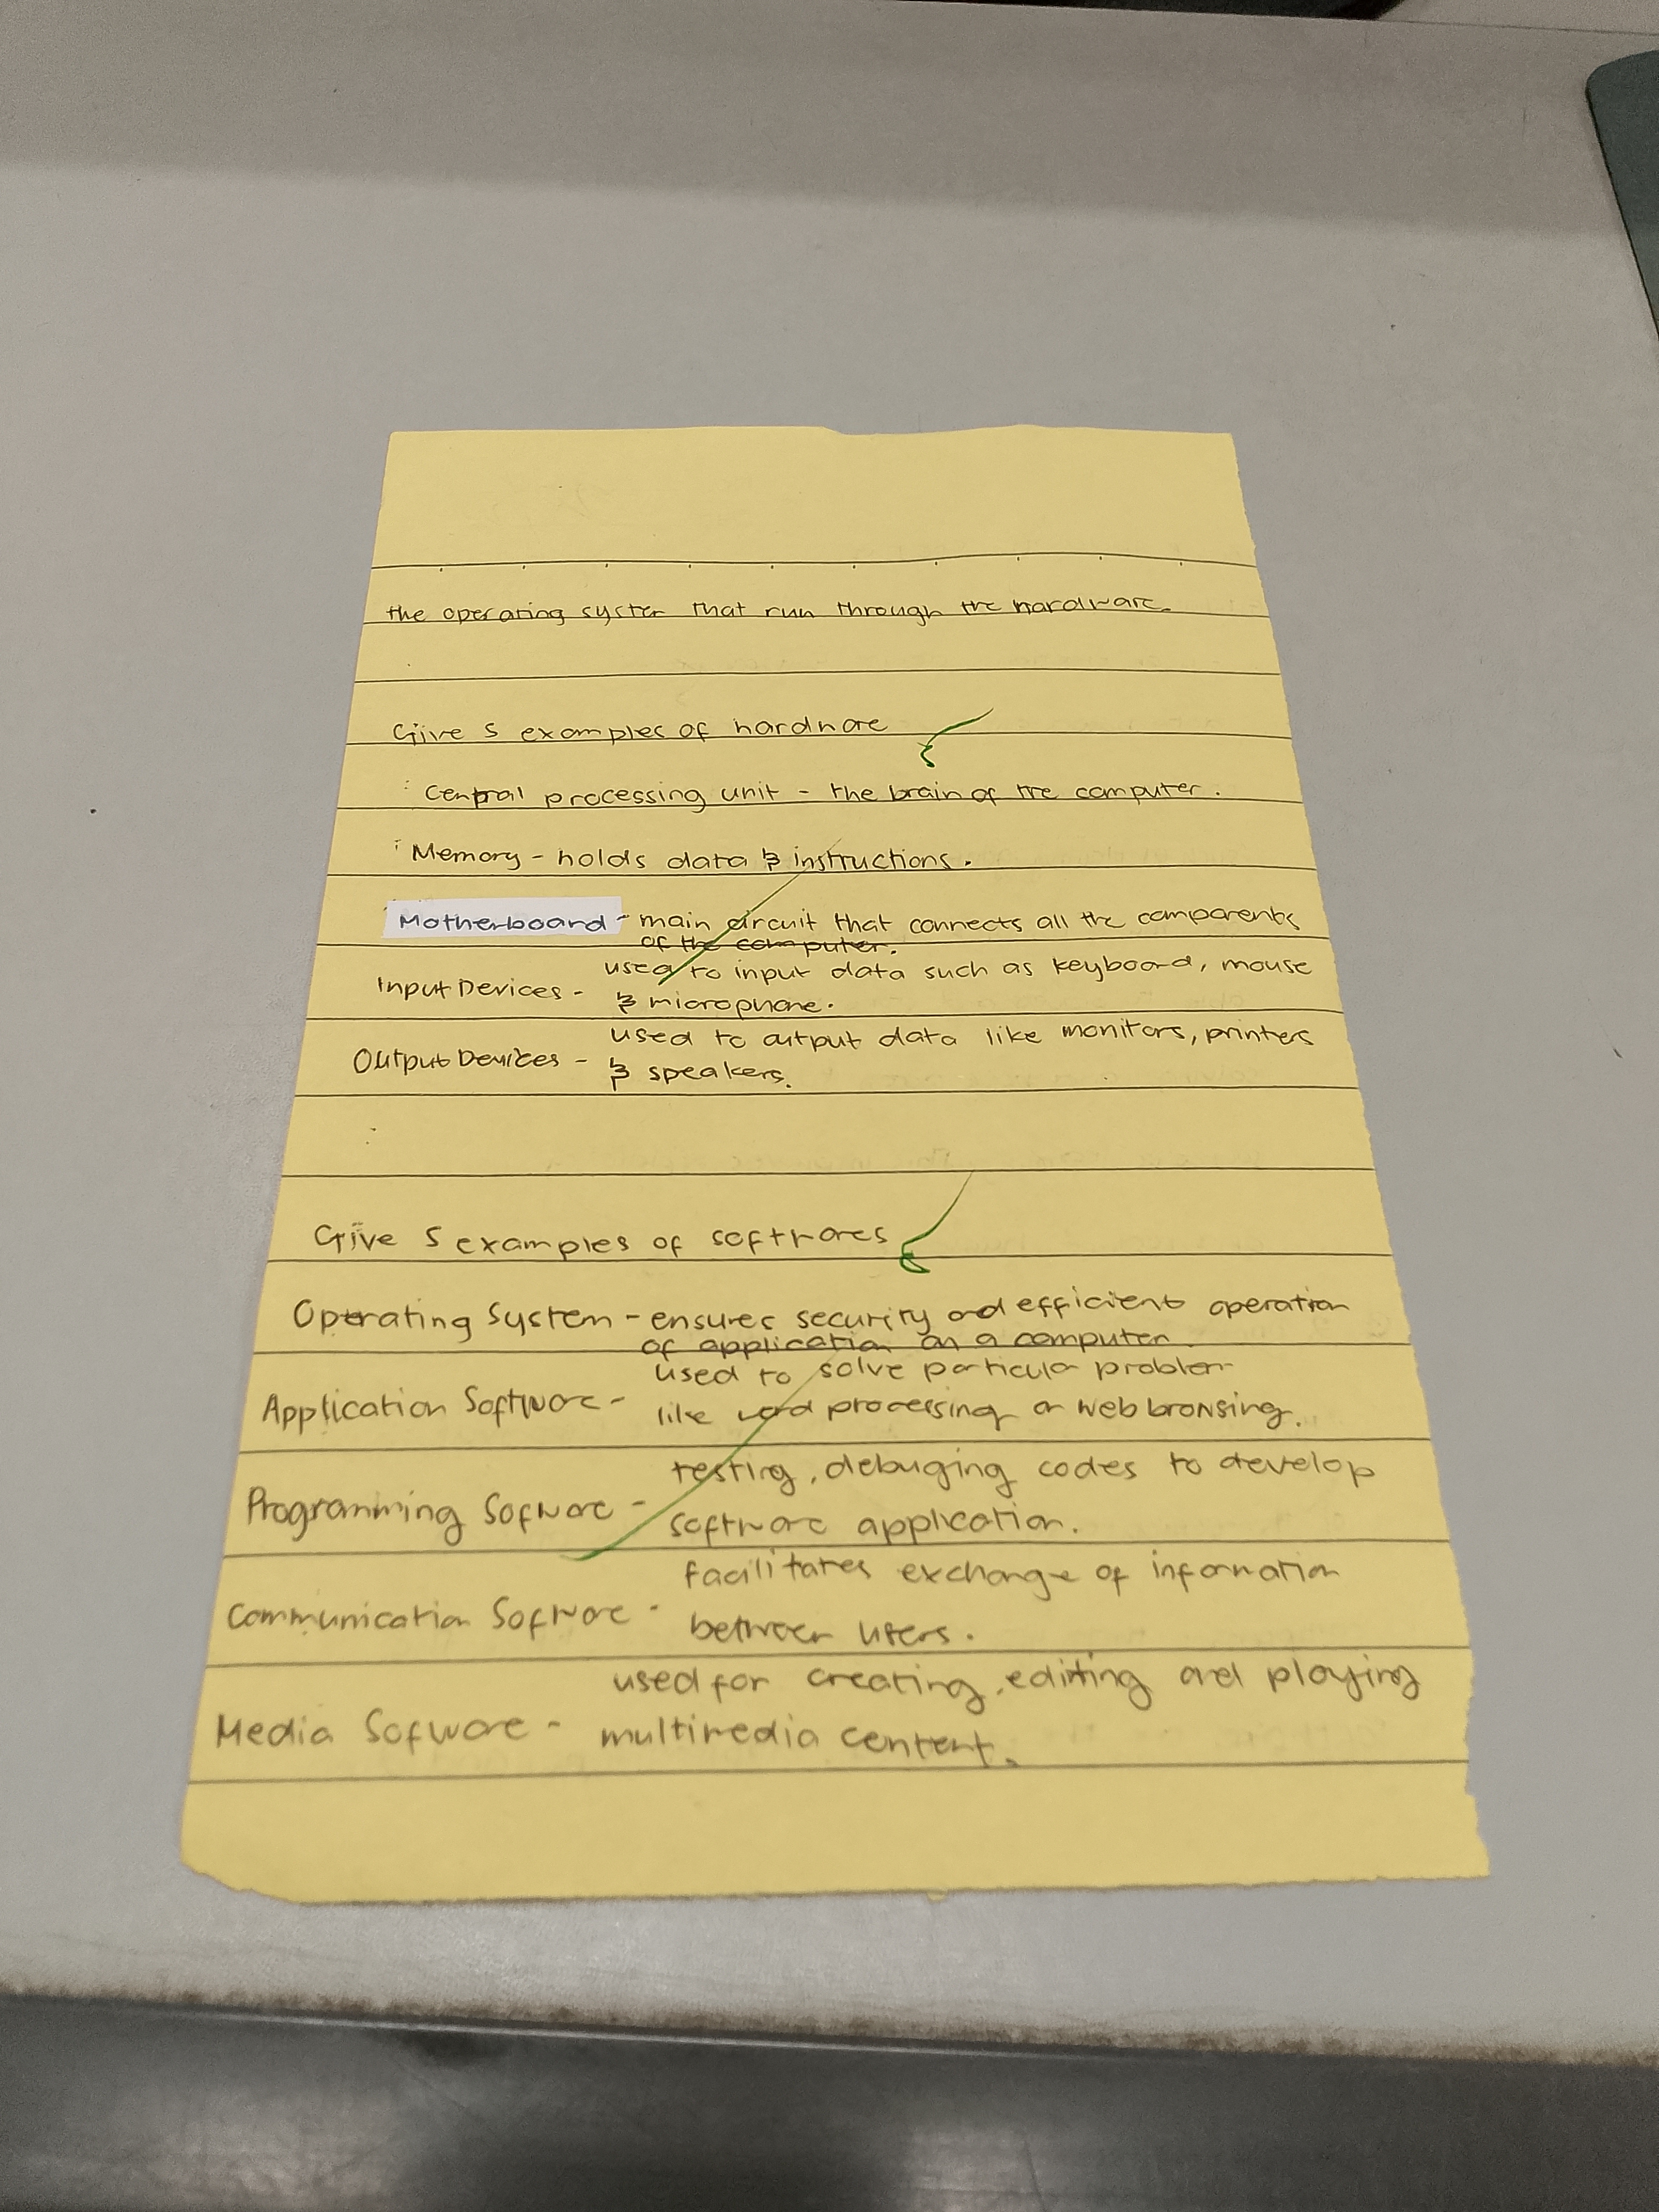 the operating system that run through the hardware.
Give 5 examples of hardware
Central processing unit - the brain of the computer.
Memory - holds data & instructions.
Motherboard - main circuit that connects all the components
of the computer.
used to input data such as keyboard, mouse
Input Devices -
& microphone.
used to output data like monitors, printers
Output Devices -
& speakers.
Give 5 examples of softwares
Operating System - ensures security and efficient operation
of application on a computer
used to solve particular problem
Application Software -
like word processing or web browsing.
testing, debuging codes to develop
Programming Sofware -
software application.
facilitates exchange of information
Communication Software -
between users.
used for creating, editing and playing
Media Sofware -
multimedia content.